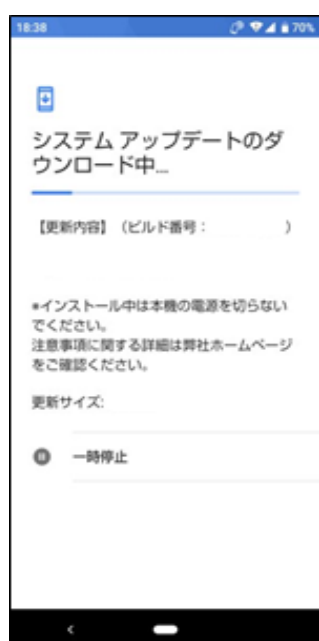 18:38
70%
システム アップデートのダ
ウンロード中...
【更新内容】（ビルド番号：　　　　）
*インストール中は本機の電源を切らない
でください。
注意事項に関する詳細は弊社ホームページ
をご確認ください。
更新サイズ:
一時停止